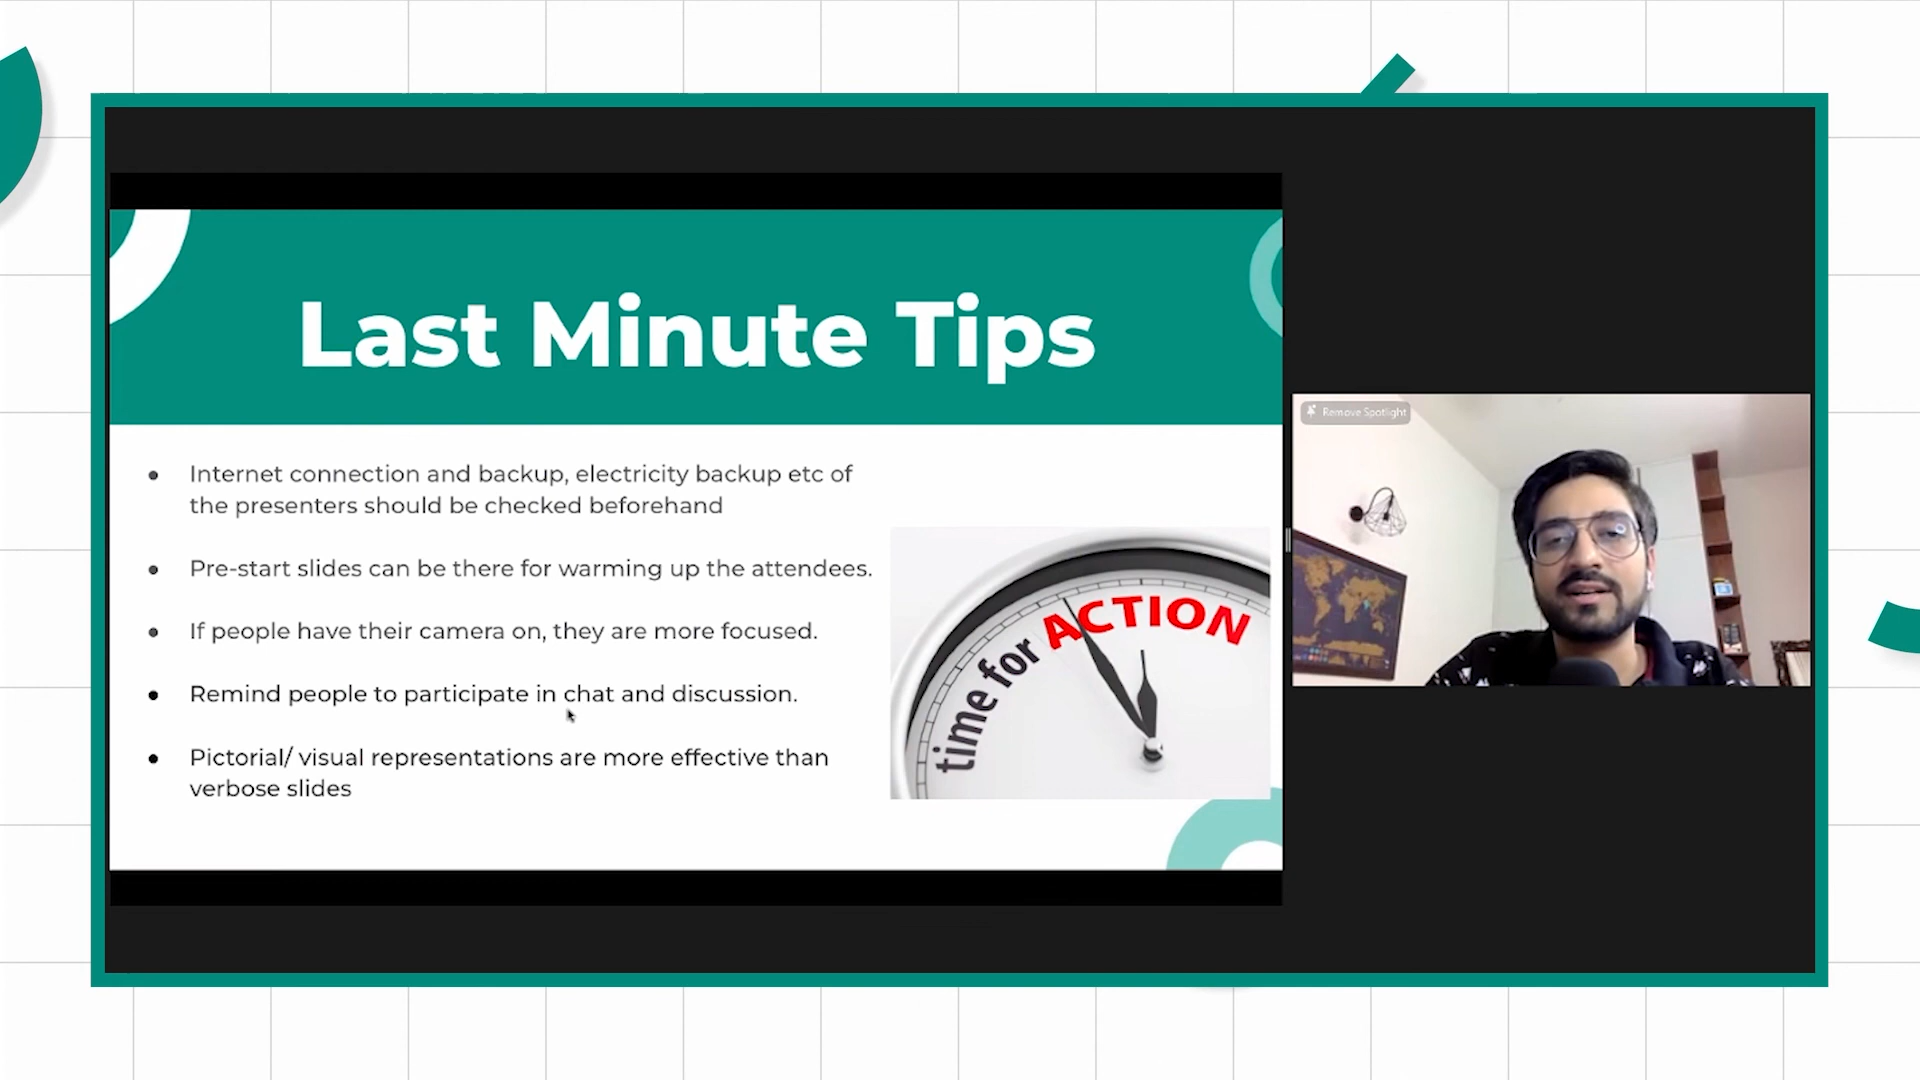 Last Minute Tips
Internet connection and backup, electricity backup etc of
the presenters should be checked beforehand
Pre-start slides can be there for warming up the attendees.
If people have their camera on, they are more focused.
Remind people to participate in chat and discussion.
Pictorial/ visual representations are more effective than
verbose slides
time for ACTION
Remove Spotlight